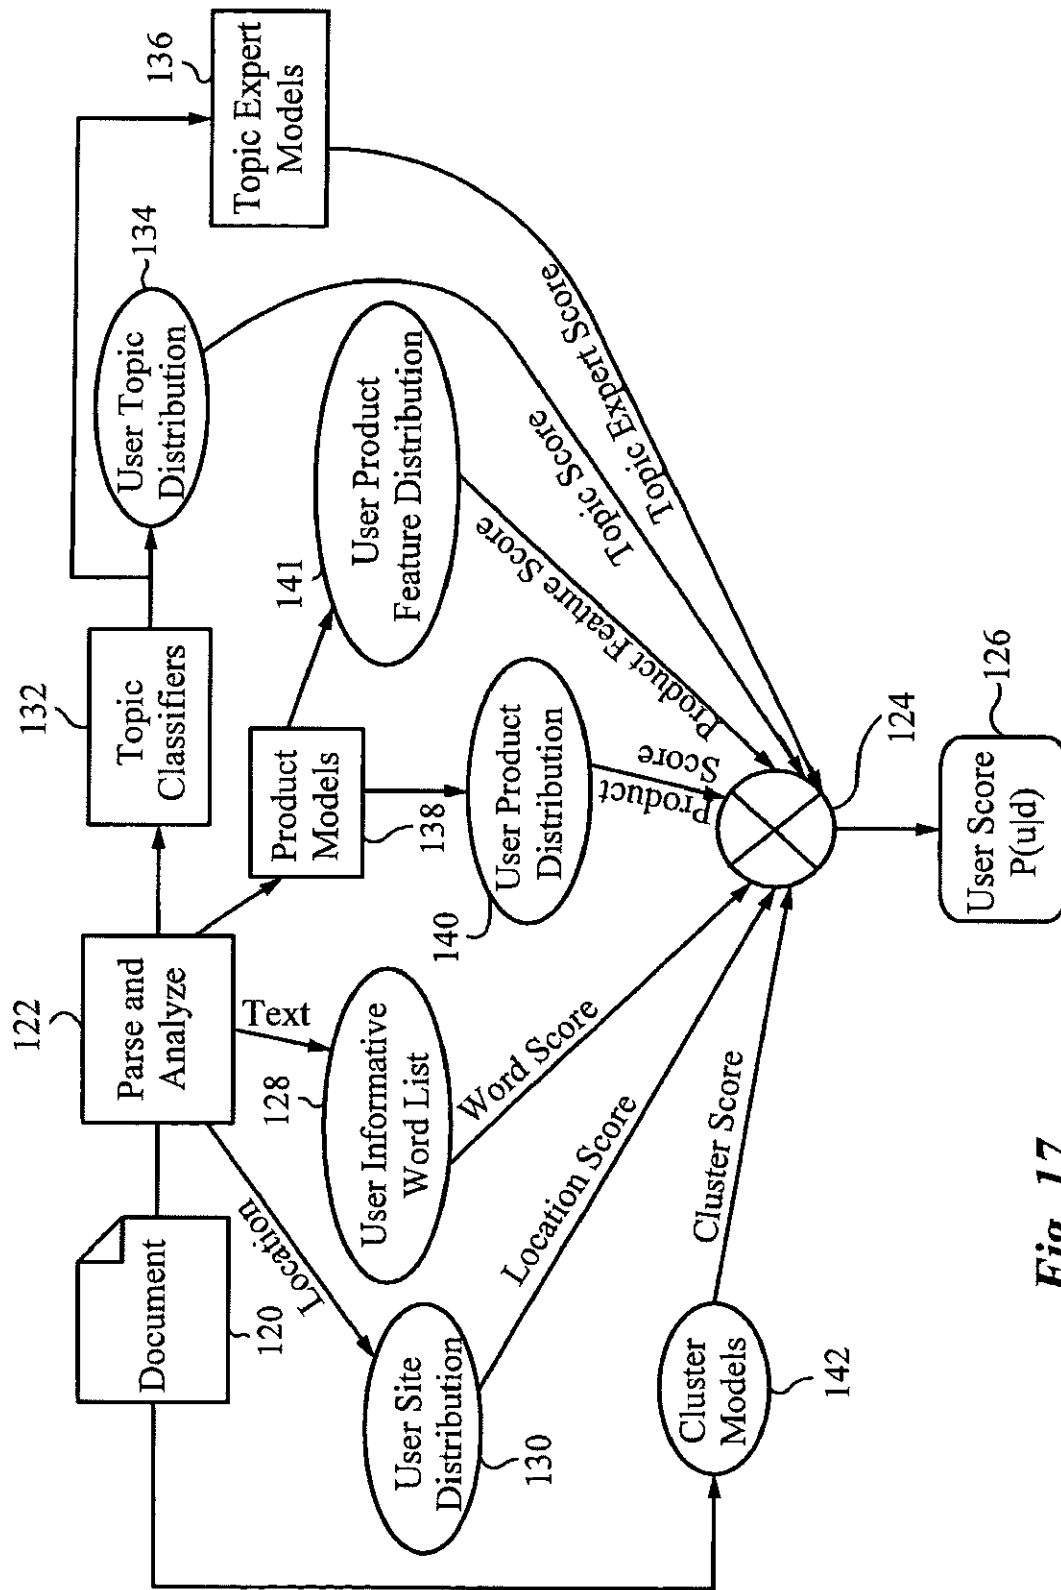 Document
120
Parse and
Analyze
122
Topic
Classifiers
132
User Topic
Distribution
134
Topic Expert
Models
136
Location
Text
User Site
Distribution
130
User Informative
Word List
128
Product
Models
138
User Product
Distribution
140
User Product
Feature Distribution
141
Cluster
Models
142
Cluster Score
Location Score
Word Score
Product
Score
Product Feature Score
Topic Score
Topic Expert Score
124
User Score
P(u|d)
126
Fig. 17